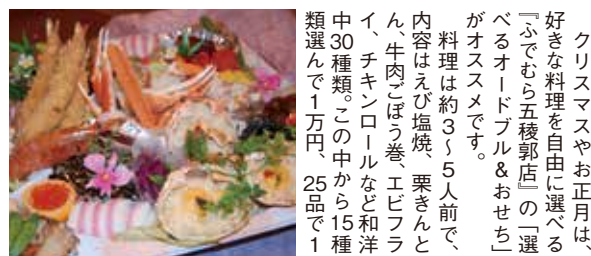 クリスマスやお正月は、
好きな料理を自由に選べる
『ふでむら五稜郭店』の「選
べるオードブル&おせち」
がオススメです。
料理は約3〜5人前で、
内容はえび塩焼、栗きんと
ん、牛肉ごぼう巻、エビフラ
イ、チキンロールなど和洋
中30種類。この中から15種
類選んで1万円、25品で1